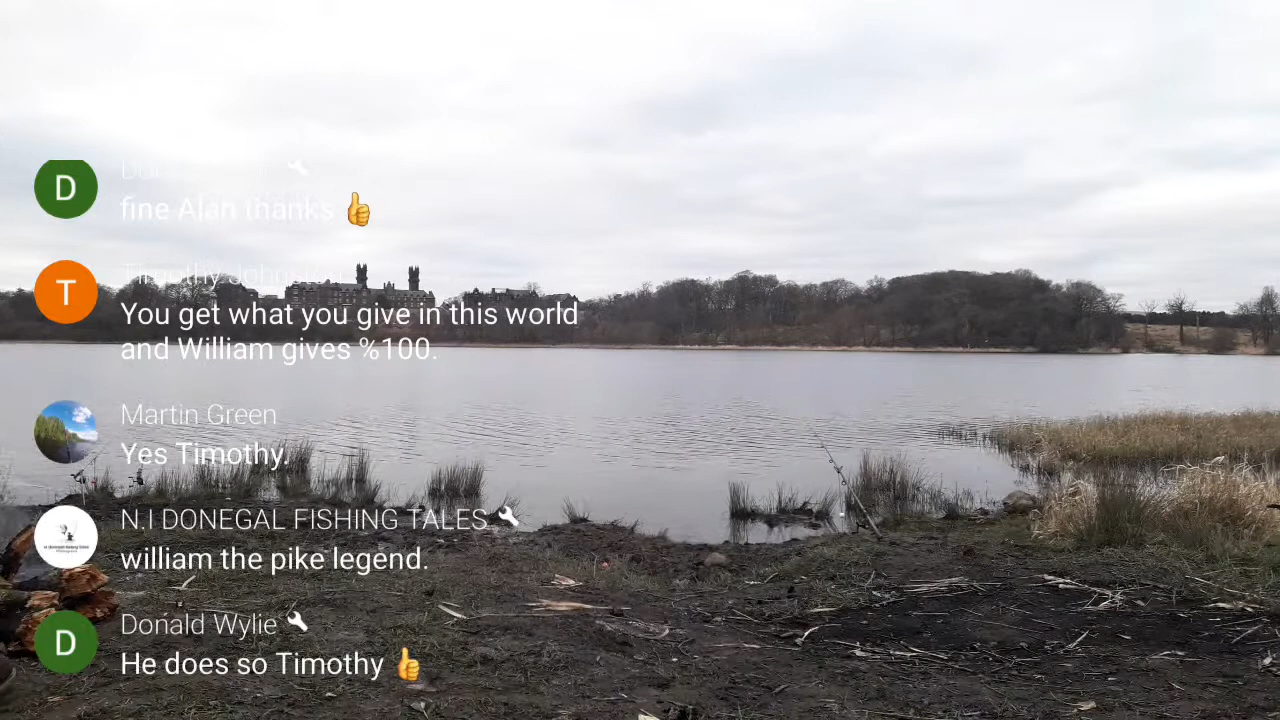 D
fine Alan thanks 👍
T
Timothy
You get what you give in this world
and William gives %100.
Martin Green
Yes Timothy.
N.I DONEGAL FISHING TALES
william the pike legend.
D
Donald Wylie
He does so Timothy 👍